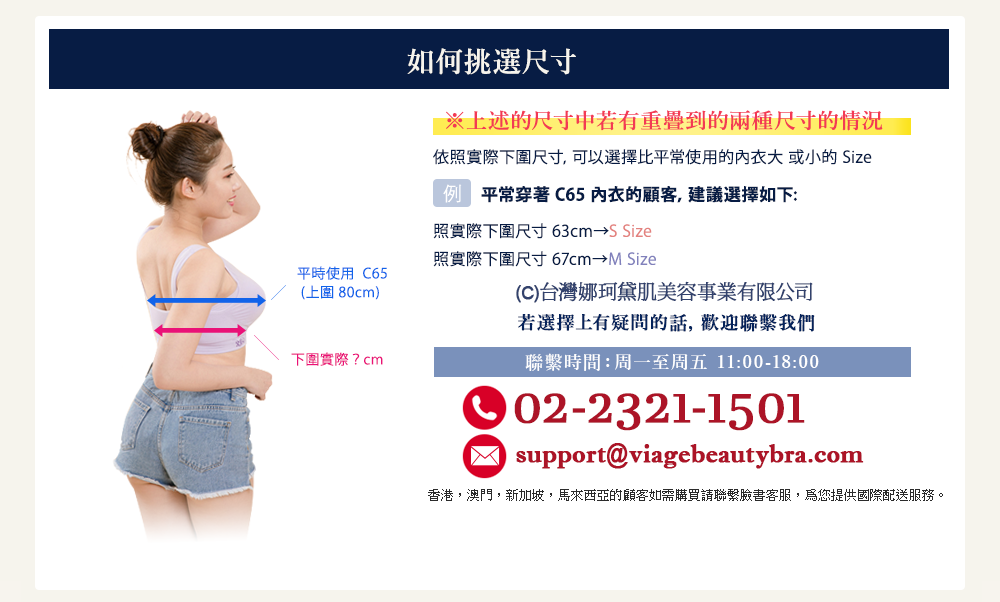 如何挑選尺寸
※上述的尺寸中若有重疊到的兩種尺寸的情況
依照實際下圍尺寸, 可以選擇比平常使用的內衣大 或小的 Size
例 平常穿著 C65 內衣的顧客, 建議選擇如下:
照實際下圍尺寸 63cm→S Size
照實際下圍尺寸 67cm→M Size
平時使用 C65
(上圍 80cm)
下圍實際？cm
(C)台灣娜珂黛肌美容事業有限公司
若選擇上有疑問的話, 歡迎聯繫我們
聯繫時間：周一至周五 11:00-18:00
02-2321-1501
support@viagebeautybra.com
香港，澳門，新加坡，馬來西亞的顧客如需購買請聯繫臉書客服，爲您提供國際配送服務。